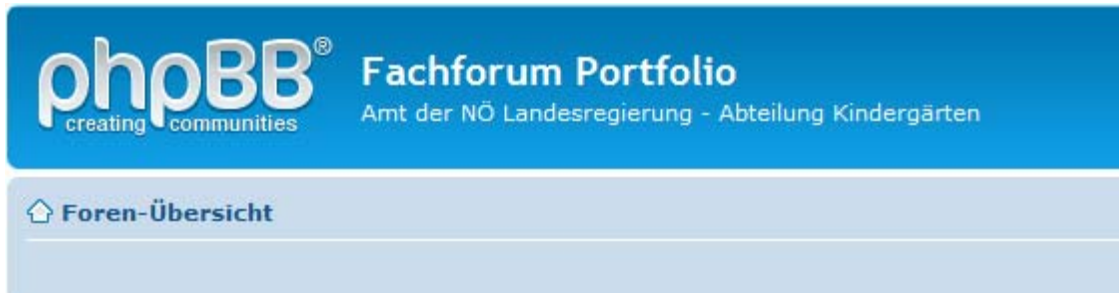 phpBB®
creating communities
Fachforum Portfolio
Amt der NÖ Landesregierung - Abteilung Kindergärten
Foren-Übersicht